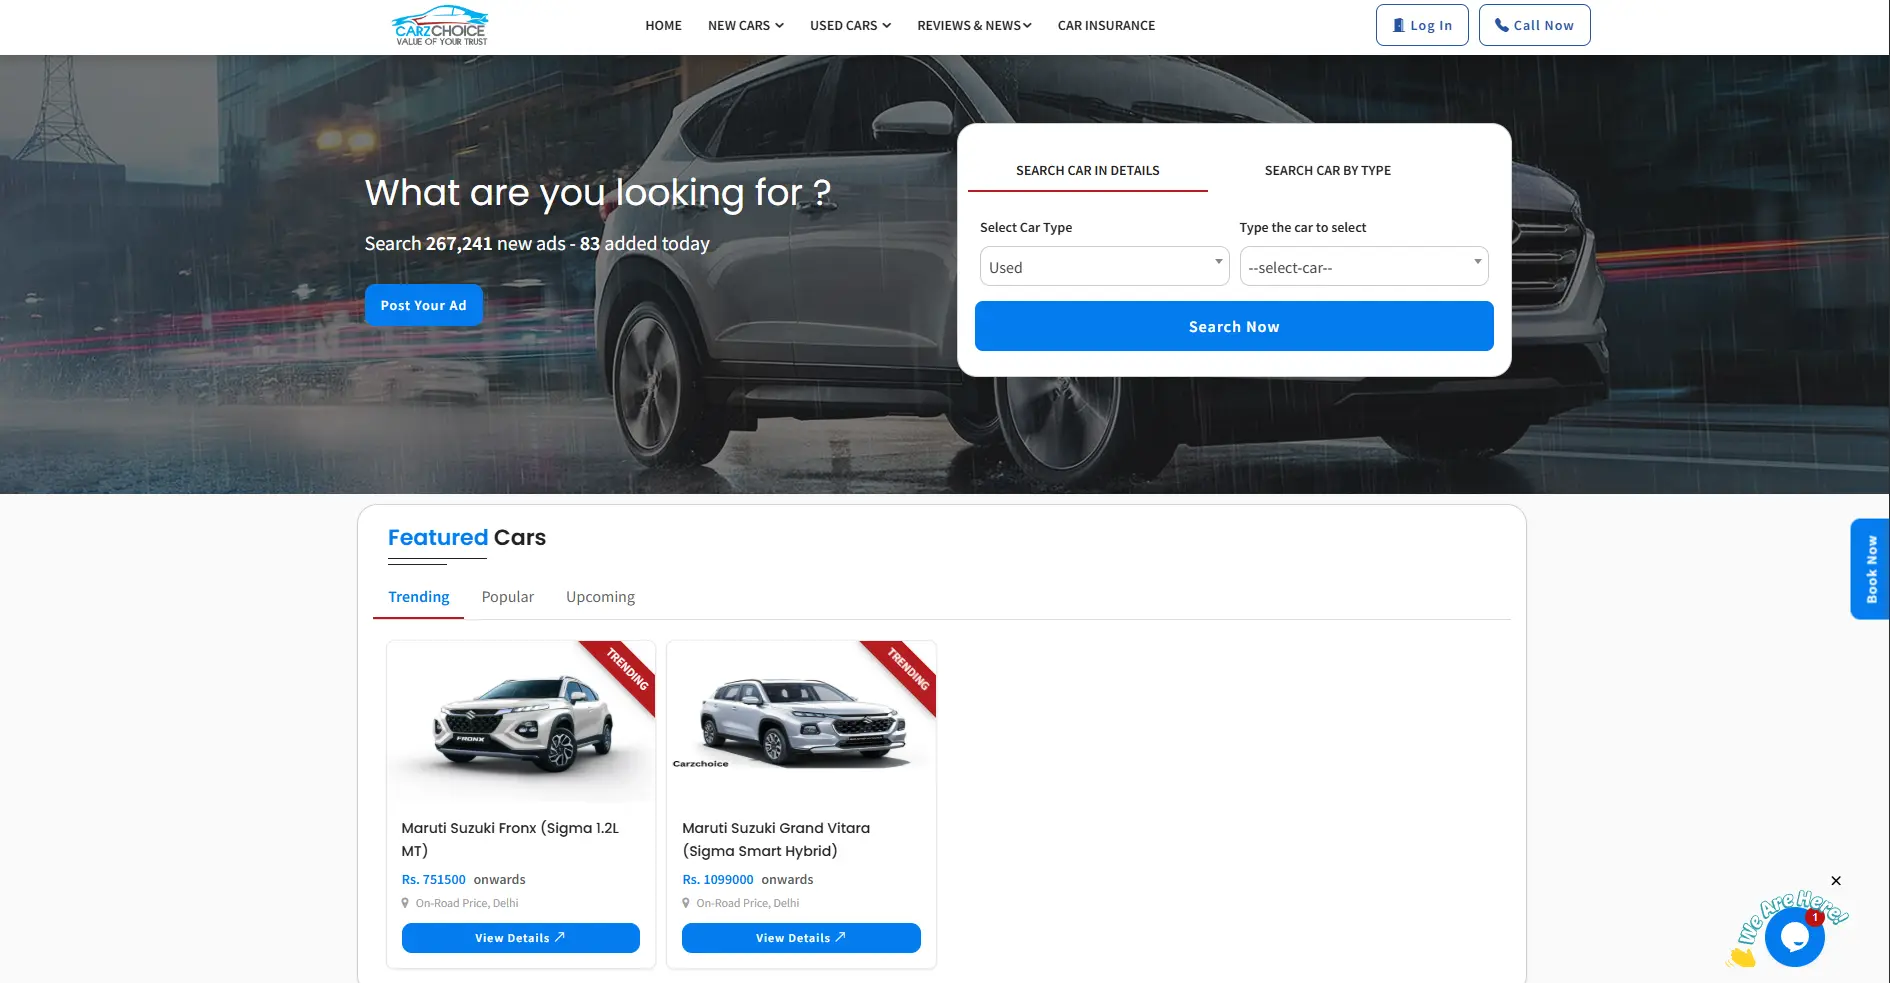 CARZCHOICE
VALUE OF YOUR TRUST
HOME
NEW CARS
USED CARS
REVIEWS & NEWS
CAR INSURANCE
Log In
Call Now
What are you looking for ?
Search 267,241 new ads - 83 added today
Post Your Ad
SEARCH CAR IN DETAILS
SEARCH CAR BY TYPE
Select Car Type
Type the car to select
Used
--select-car--
Search Now
Book Now
Featured Cars
Trending
Popular
Upcoming
TRENDING
FRONX
Maruti Suzuki Fronx (Sigma 1.2L
MT)
Rs. 751500 onwards
On-Road Price, Delhi
View Details
TRENDING
Carzchoice
Maruti Suzuki Grand Vitara
(Sigma Smart Hybrid)
Rs. 1099000 onwards
On-Road Price, Delhi
View Details
We Are Here!
1